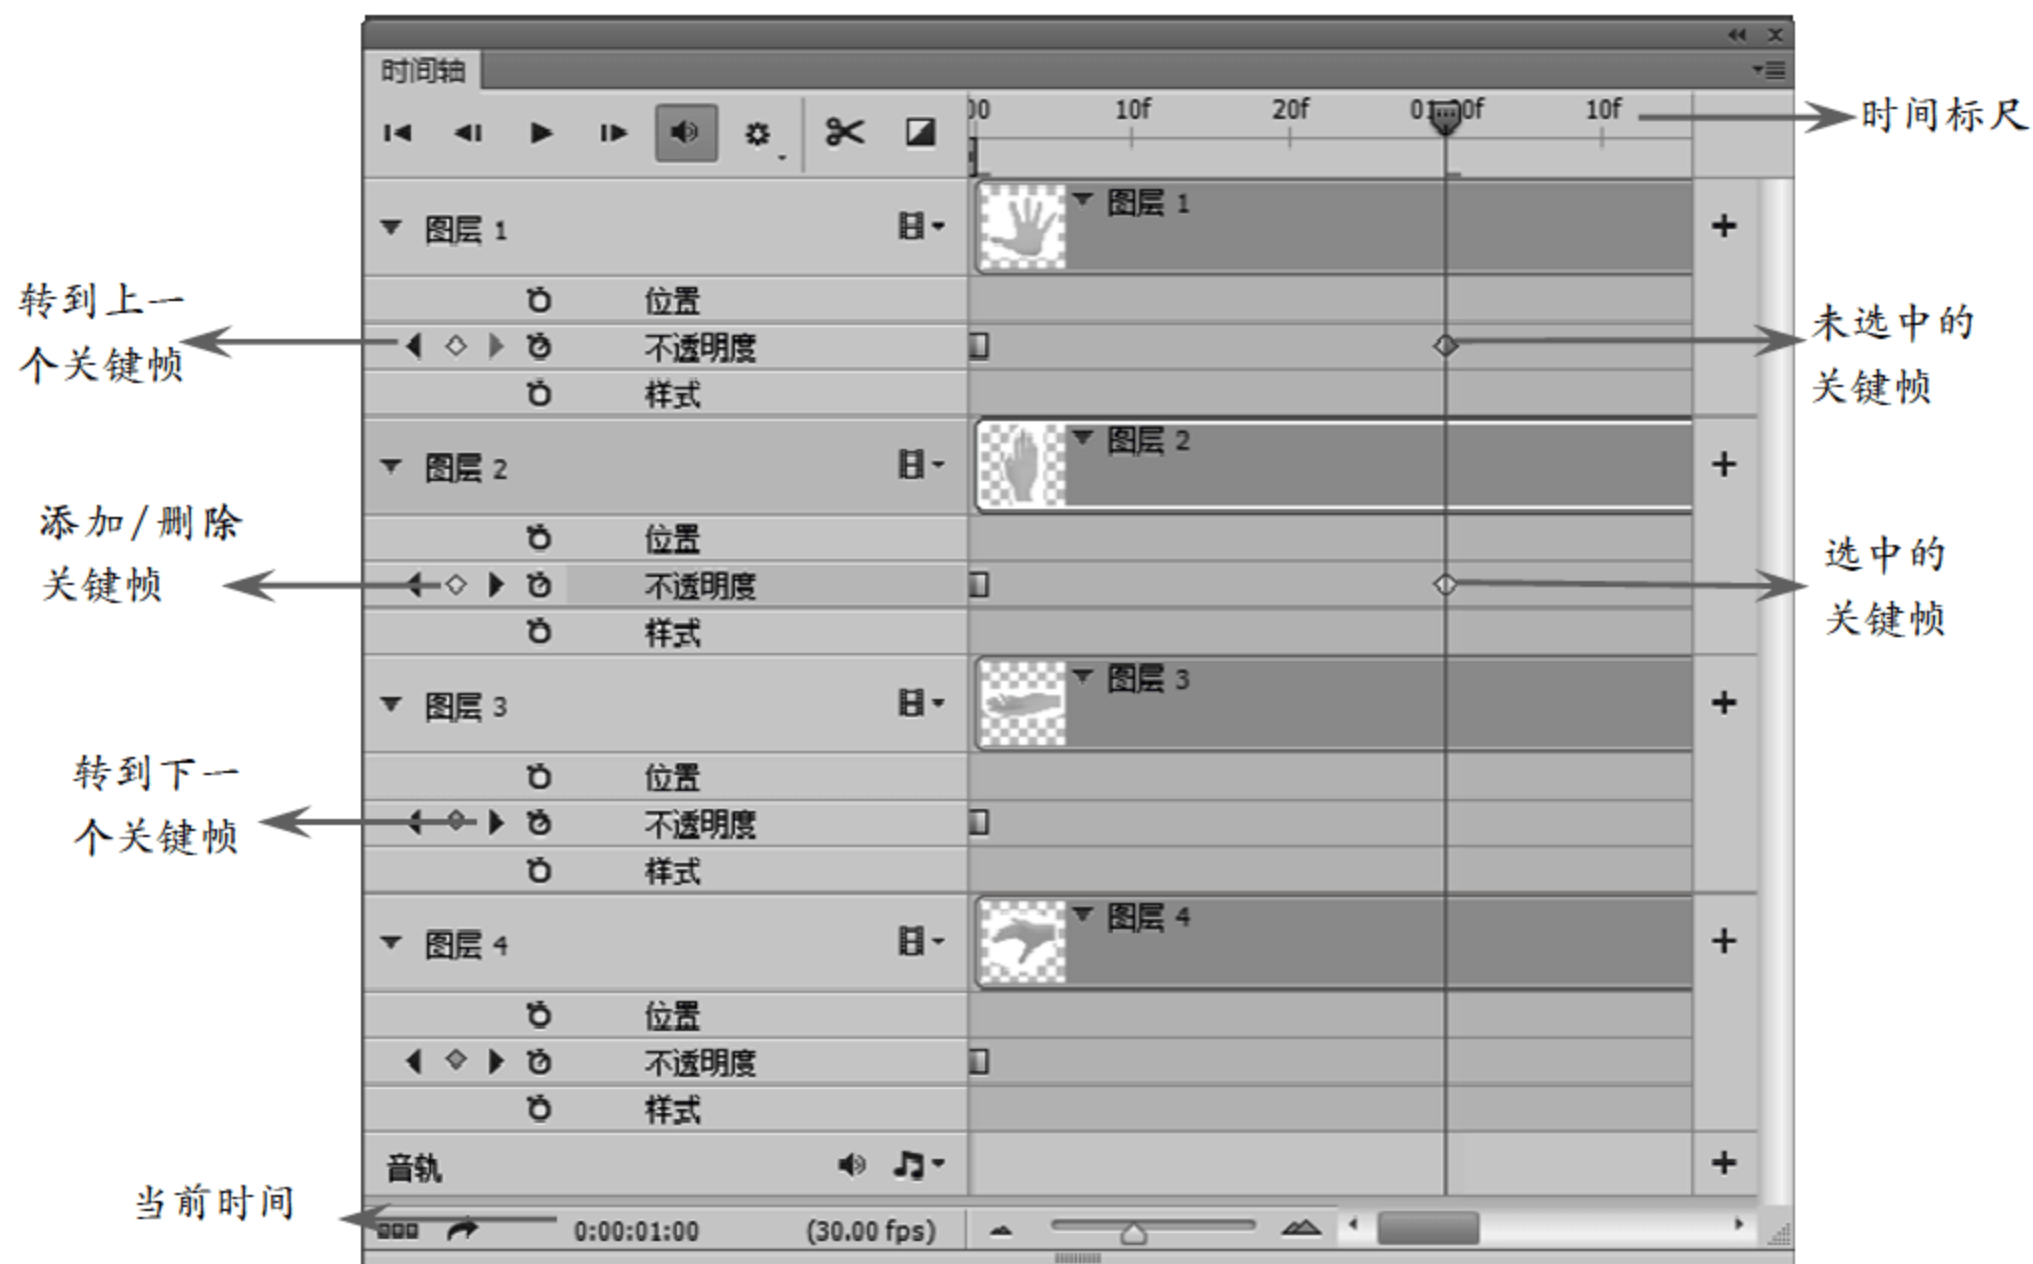 时间轴
00 10f 20f 01:00f 10f
时间标尺
图层 1
图层 1
转到上一
个关键帧
位置
不透明度
样式
未选中的
关键帧
图层 2
图层 2
添加/删除
关键帧
位置
不透明度
样式
选中的
关键帧
图层 3
图层 3
转到下一
个关键帧
位置
不透明度
样式
图层 4
图层 4
位置
不透明度
样式
音轨
当前时间
0:00:01:00 (30.00 fps)